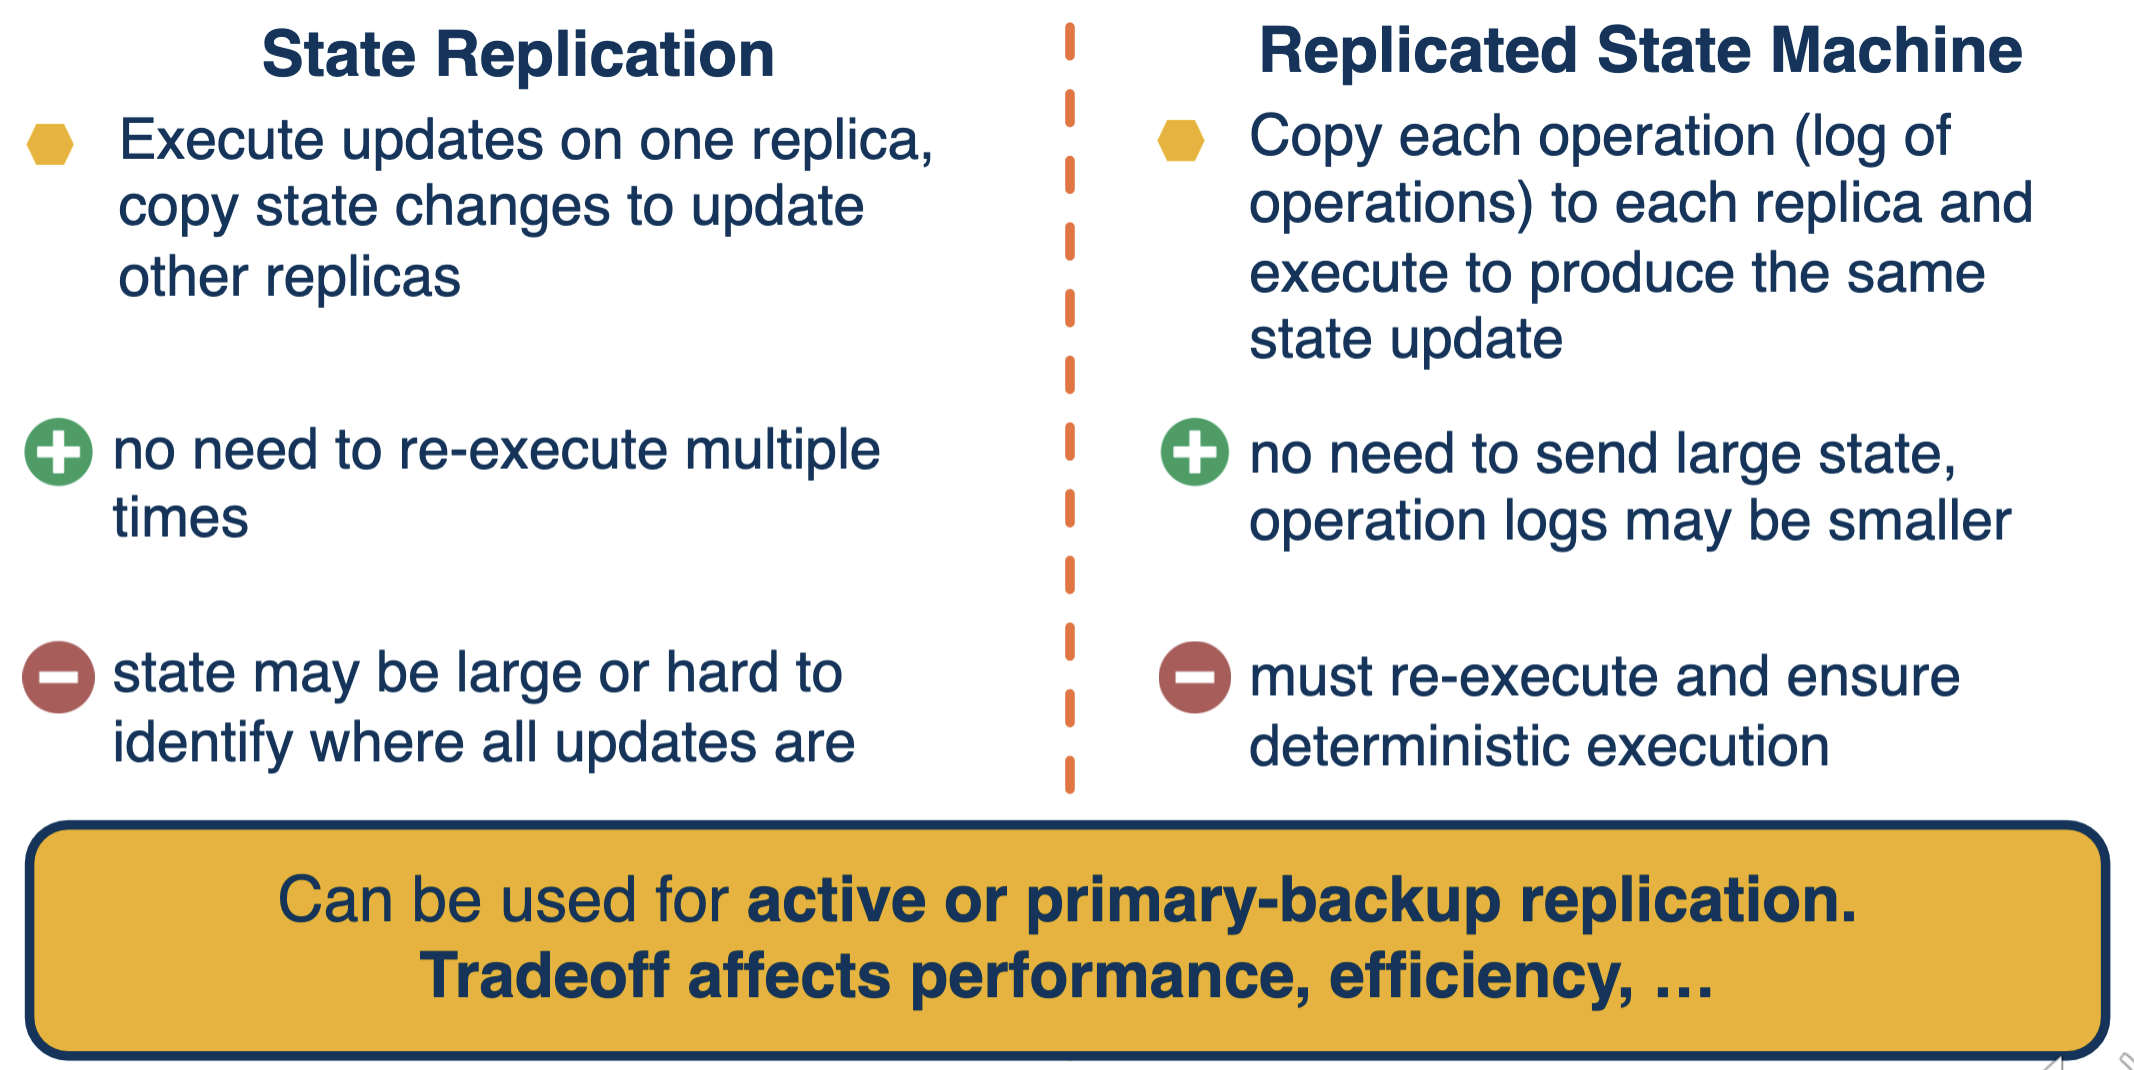 State Replication
Execute updates on one replica,
copy state changes to update
other replicas
no need to re-execute multiple
times
state may be large or hard to
identify where all updates are
Replicated State Machine
Copy each operation (log of
operations) to each replica and
execute to produce the same
state update
no need to send large state,
operation logs may be smaller
must re-execute and ensure
deterministic execution
Can be used for active or primary-backup replication.
Tradeoff affects performance, efficiency, …